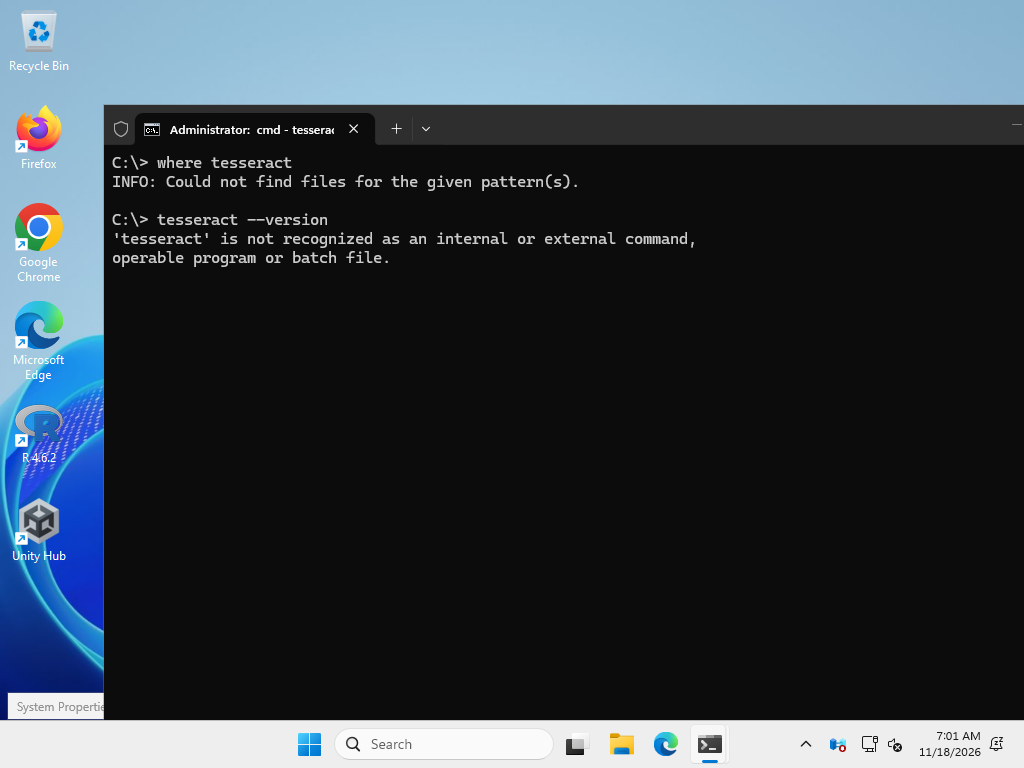 Recycle Bin
Firefox
Google
Chrome
Microsoft
Edge
R 4.6.2
Unity Hub
System Propertie
Administrator: cmd - tesserac
C:\> where tesseract
INFO: Could not find files for the given pattern(s).
C:\> tesseract --version
'tesseract' is not recognized as an internal or external command,
operable program or batch file.
Search
7:01 AM
11/18/2026